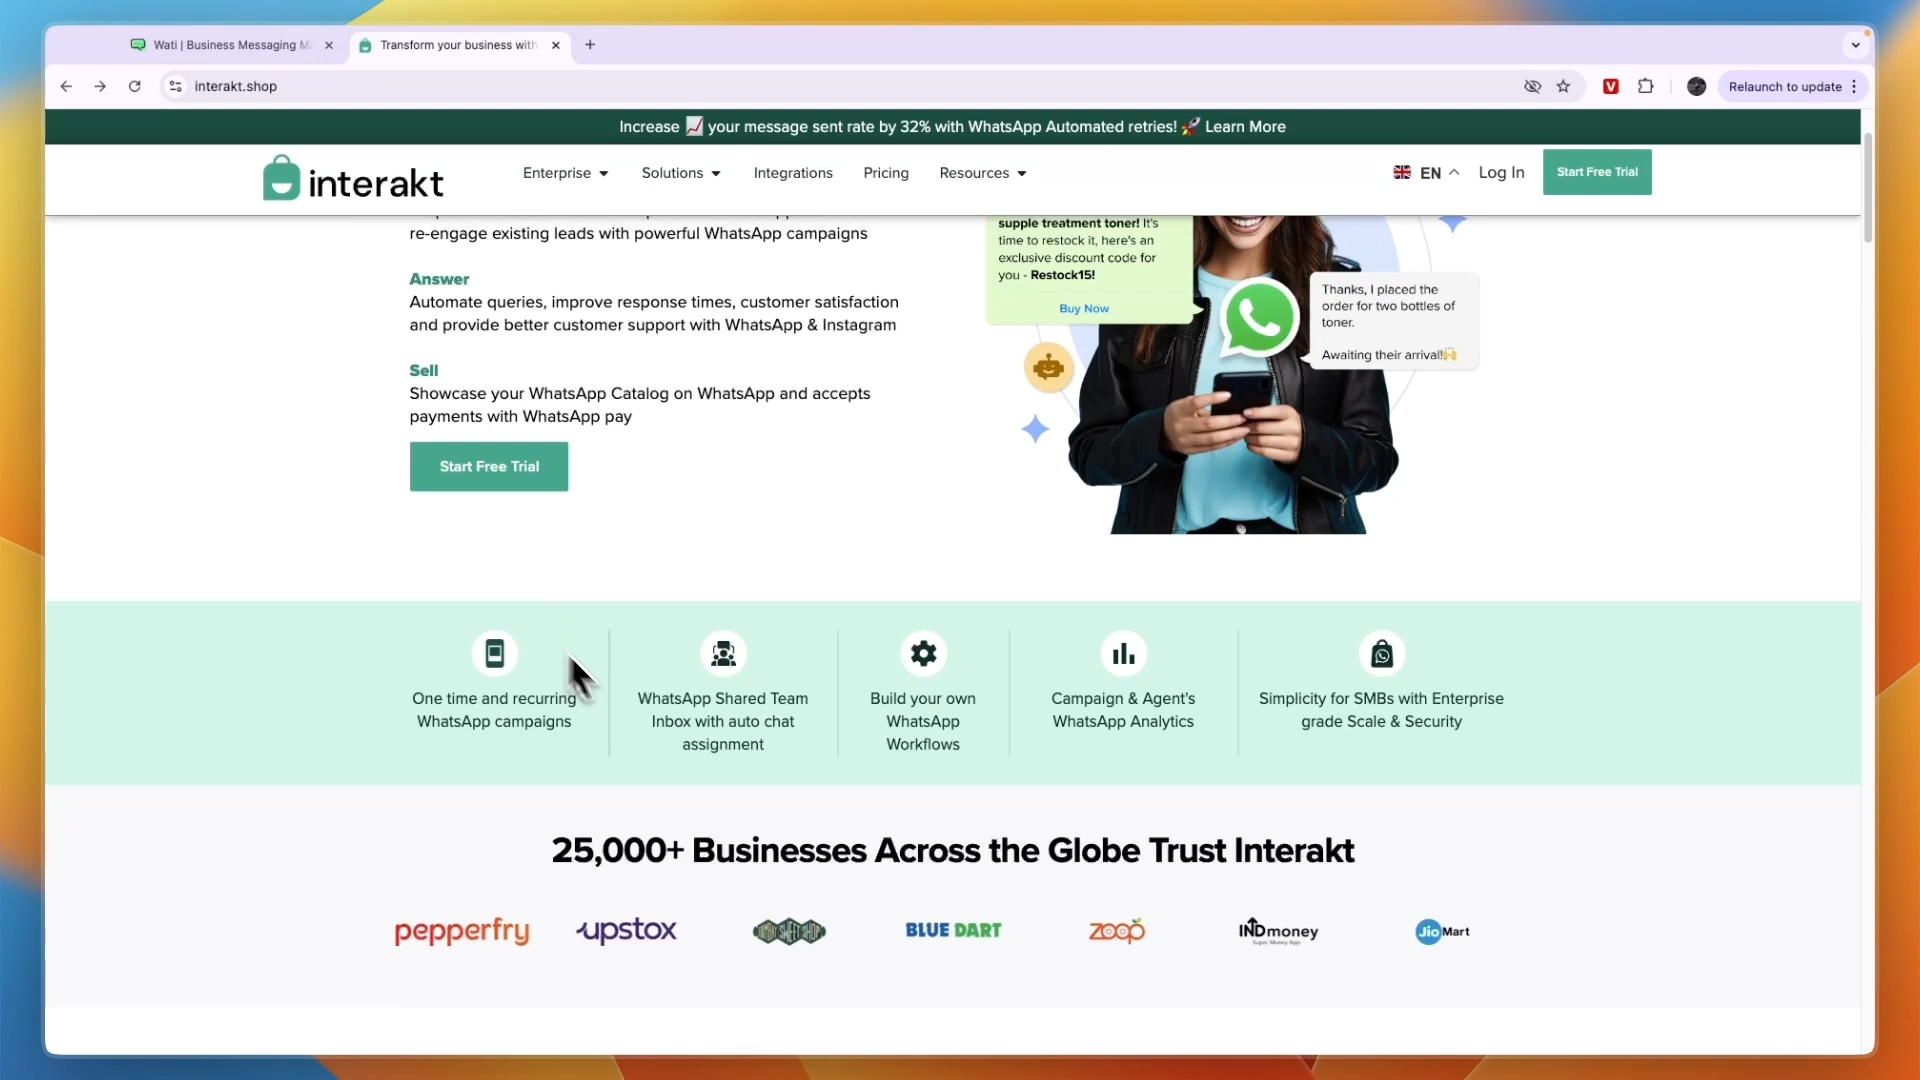 Wati | Business Messaging M
Transform your business with
interakt.shop
Relaunch to update
Increase 📈 your message sent rate by 32% with WhatsApp Automated retries! 🚀 Learn More
interakt
Enterprise
Solutions
Integrations
Pricing
Resources
EN
Log In
Start Free Trial
re-engage existing leads with powerful WhatsApp campaigns
Answer
Automate queries, improve response times, customer satisfaction
and provide better customer support with WhatsApp & Instagram
Sell
Showcase your WhatsApp Catalog on WhatsApp and accepts
payments with WhatsApp pay
Start Free Trial
supple treatment toner! It's
time to restock it, here's an
exclusive discount code for
you - Restock15!
Buy Now
Thanks, I placed the
order for two bottles of
toner.
Awaiting their arrival!🙌
One time and recurring
WhatsApp campaigns
WhatsApp Shared Team
Inbox with auto chat
assignment
Build your own
WhatsApp
Workflows
Campaign & Agent's
WhatsApp Analytics
Simplicity for SMBs with Enterprise
grade Scale & Security
25,000+ Businesses Across the Globe Trust Interakt
pepperfry
upstox
SWEET SHOP
BLUE DART
zoop
INDmoney
Super Money App
JioMart